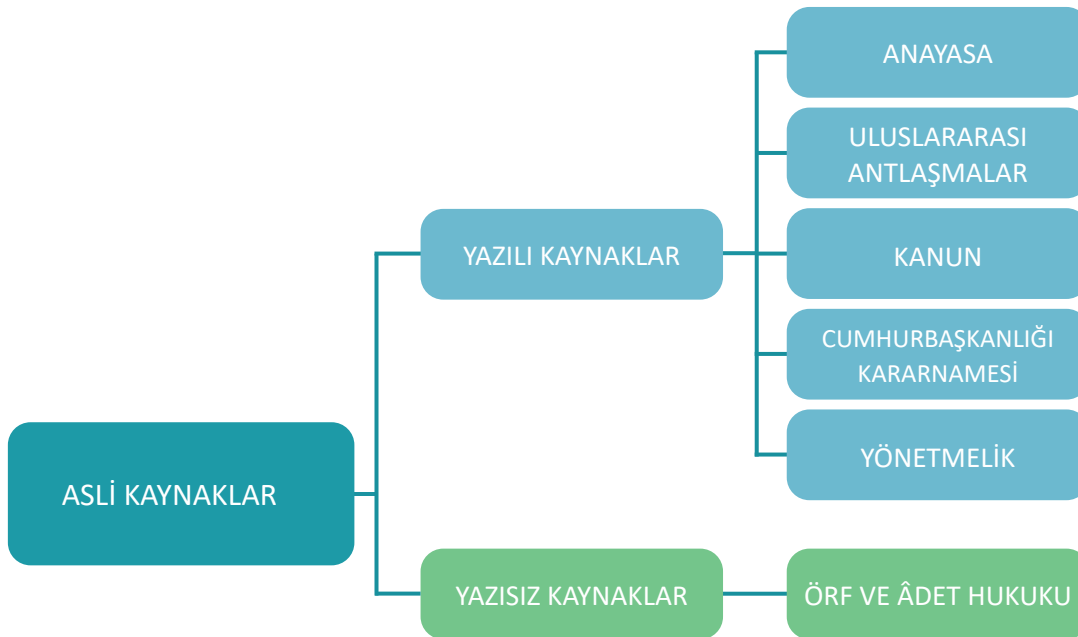 ANAYASA
ULUSLARARASI
ANTLAŞMALAR
YAZILI KAYNAKLAR
KANUN
CUMHURBAŞKANLIĞI
KARARNAMESİ
YÖNETMELİK
ASLİ KAYNAKLAR
YAZISIZ KAYNAKLAR
ÖRF VE ÂDET HUKUKU